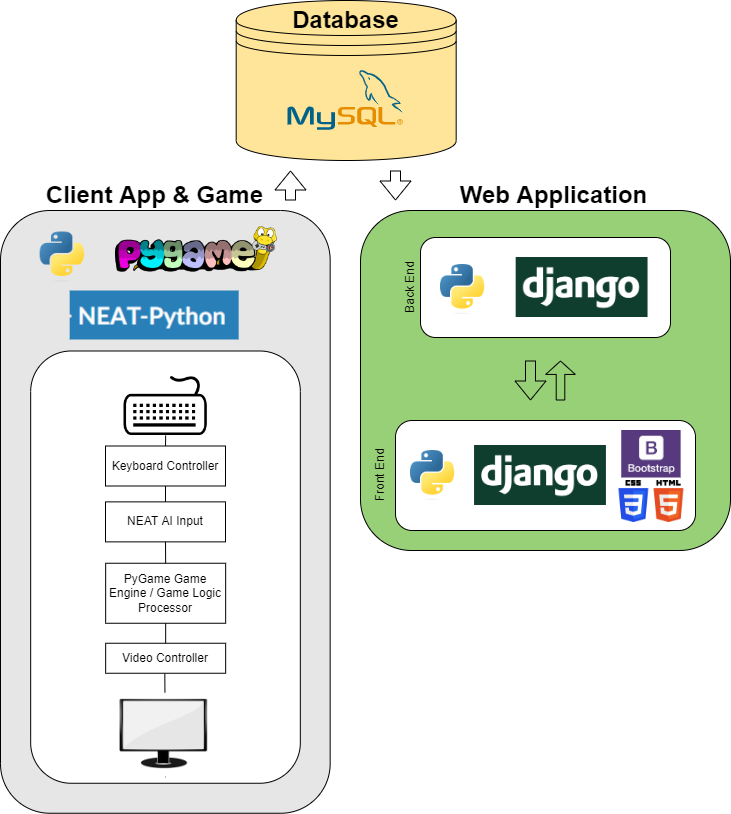 Database
MySQL®
Client App & Game
Web Application
pygame
NEAT-Python
Keyboard Controller
NEAT AI Input
PyGame Game
Engine / Game Logic
Processor
Video Controller
Back End
django
Front End
django
B
Bootstrap
CSS
3
HTML
5